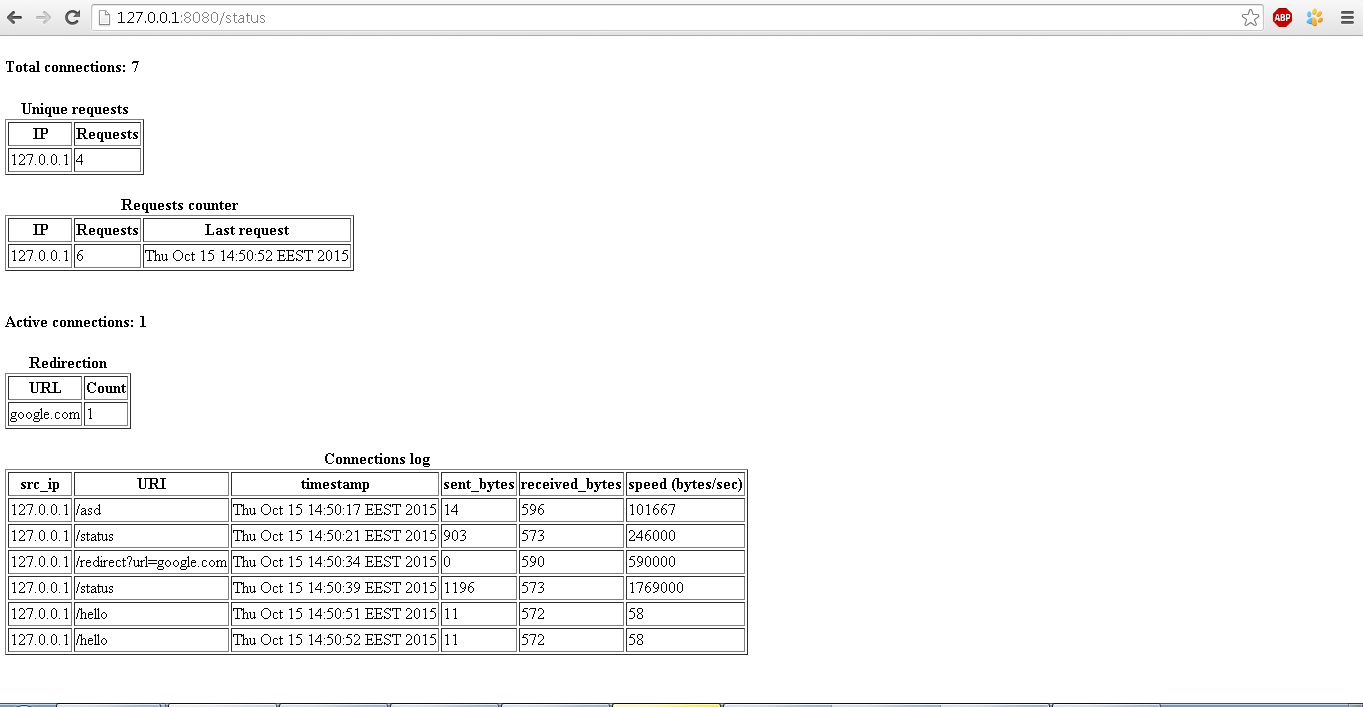 127.0.0.1:8080/status
ABP
Total connections: 7
Unique requests
IP Requests
127.0.0.1 4
Requests counter
IP Requests Last request
127.0.0.1 6 Thu Oct 15 14:50:52 EEST 2015
Active connections: 1
Redirection
URL Count
google.com 1
Connections log
src_ip URI timestamp sent_bytes received_bytes speed (bytes/sec)
127.0.0.1 /asd Thu Oct 15 14:50:17 EEST 2015 14 596 101667
127.0.0.1 /status Thu Oct 15 14:50:21 EEST 2015 903 573 246000
127.0.0.1 /redirect?url=google.com Thu Oct 15 14:50:34 EEST 2015 0 590 590000
127.0.0.1 /status Thu Oct 15 14:50:39 EEST 2015 1196 573 1769000
127.0.0.1 /hello Thu Oct 15 14:50:51 EEST 2015 11 572 58
127.0.0.1 /hello Thu Oct 15 14:50:52 EEST 2015 11 572 58